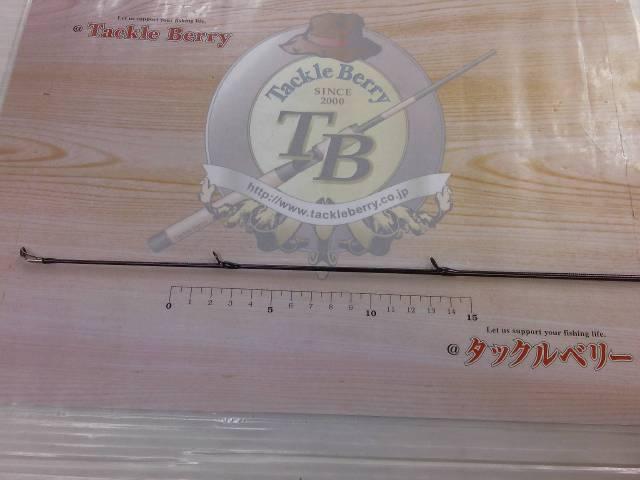 Let us support your fishing life.
@ Tackle Berry
Tackle Berry
SINCE
2000
TB
http://www.tackleberry.co.jp
0 1 2 3 4 5 6 7 8 9 10 11 12 13 14 15
Let us support your fishing life.
@ タックルベリー